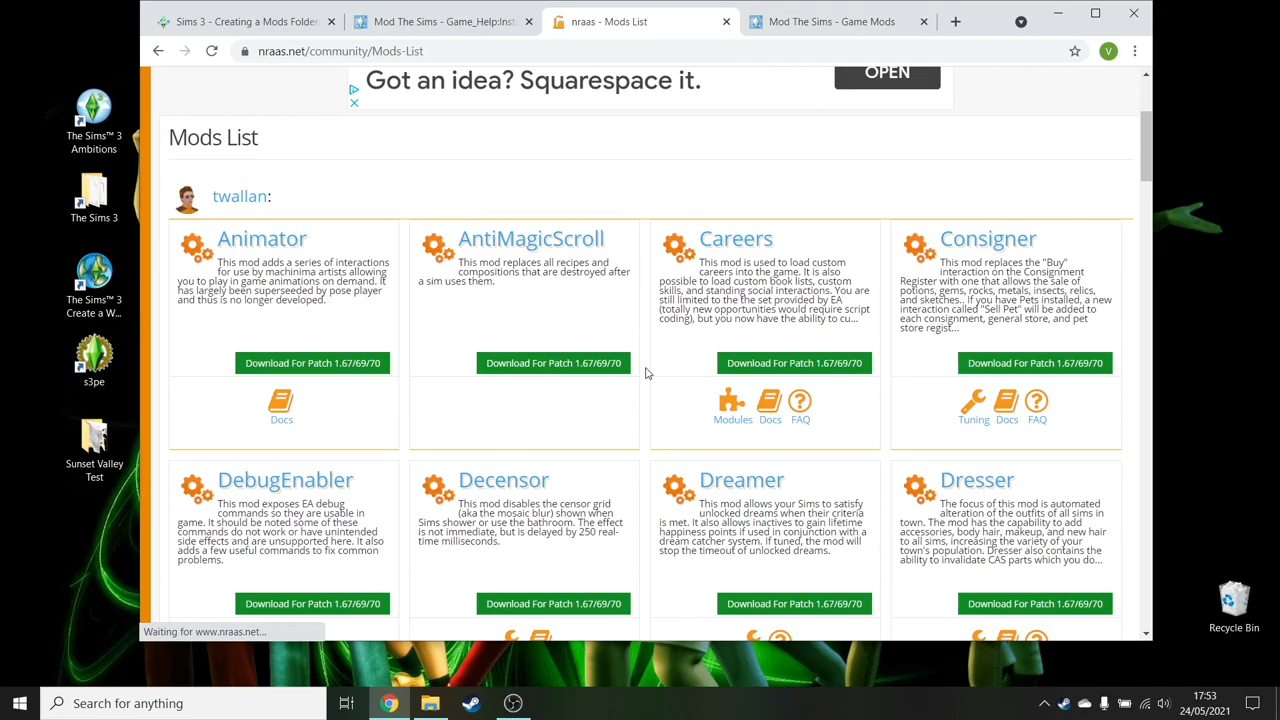 Sims 3 - Creating a Mods Folder.
Mod The Sims - Game_Help:Inst
nraas - Mods List
Mod The Sims - Game Mods
nraas.net/community/Mods-List
V
Got an idea? Squarespace it.
OPEN
Mods List
twallan:
Animator
This mod adds a series of interactions
for use by machinima artists allowing
you to play in game animations on demand. It
has largely been superseded by pose player
and thus is no longer developed.
Download For Patch 1.67/69/70
Docs
AntiMagicScroll
This mod replaces all recipes and
compositions that are destroyed after
a sim uses them.
Download For Patch 1.67/69/70
Careers
This mod is used to load custom
careers into the game. It is also
possible to load custom book lists, custom
skills, and standing social interactions. You are
still limited to the the set provided by EA
(totally new opportunities would require script
coding), but you now have the ability to cu...
Download For Patch 1.67/69/70
Modules
Docs
FAQ
Consigner
This mod replaces the "Buy"
interaction on the Consignment
Register with one that allows the sale of
potions, gems, rocks, metals, insects, relics,
and sketches.. If you have Pets installed, a new
interaction called "Sell Pet" will be added to
each consignment, general store, and pet
store regist...
Download For Patch 1.67/69/70
Tuning
Docs
FAQ
DebugEnabler
This mod exposes EA debug
commands so they are usable in
game. It should be noted some of these
commands do not work or have unintended
side effects and are unsupported here. It also
adds a few useful commands to fix common
problems.
Download For Patch 1.67/69/70
Decensor
This mod disables the censor grid
(aka the mosaic blur) shown when
Sims shower or use the bathroom. The effect
is not immediate, but is delayed by 250 real-
time milliseconds.
Download For Patch 1.67/69/70
Dreamer
This mod allows your Sims to satisfy
unlocked dreams when their criteria
is met. It also allows inactives to gain lifetime
happiness points if used in conjunction with a
dream catcher system. If tuned, the mod will
stop the timeout of unlocked dreams.
Download For Patch 1.67/69/70
Dresser
The focus of this mod is automated
alteration of the outfits of all sims in
town. The mod has the capability to add
accessories, body hair, makeup, and new hair
to all sims, increasing the variety of your
town's population. Dresser also contains the
ability to invalidate CAS parts which you do...
Download For Patch 1.67/69/70
Waiting for www.nraas.net...
The Sims™ 3
Ambitions
The Sims 3
The Sims™ 3
Create a W...
s3pe
Sunset Valley
Test
Recycle Bin
Search for anything
17:53
24/05/2021